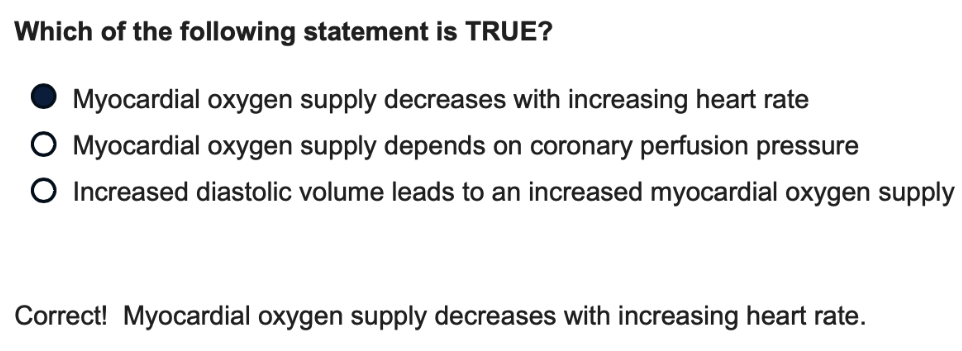 Which of the following statement is TRUE?
Myocardial oxygen supply decreases with increasing heart rate
Myocardial oxygen supply depends on coronary perfusion pressure
Increased diastolic volume leads to an increased myocardial oxygen supply
Correct!  Myocardial oxygen supply decreases with increasing heart rate.